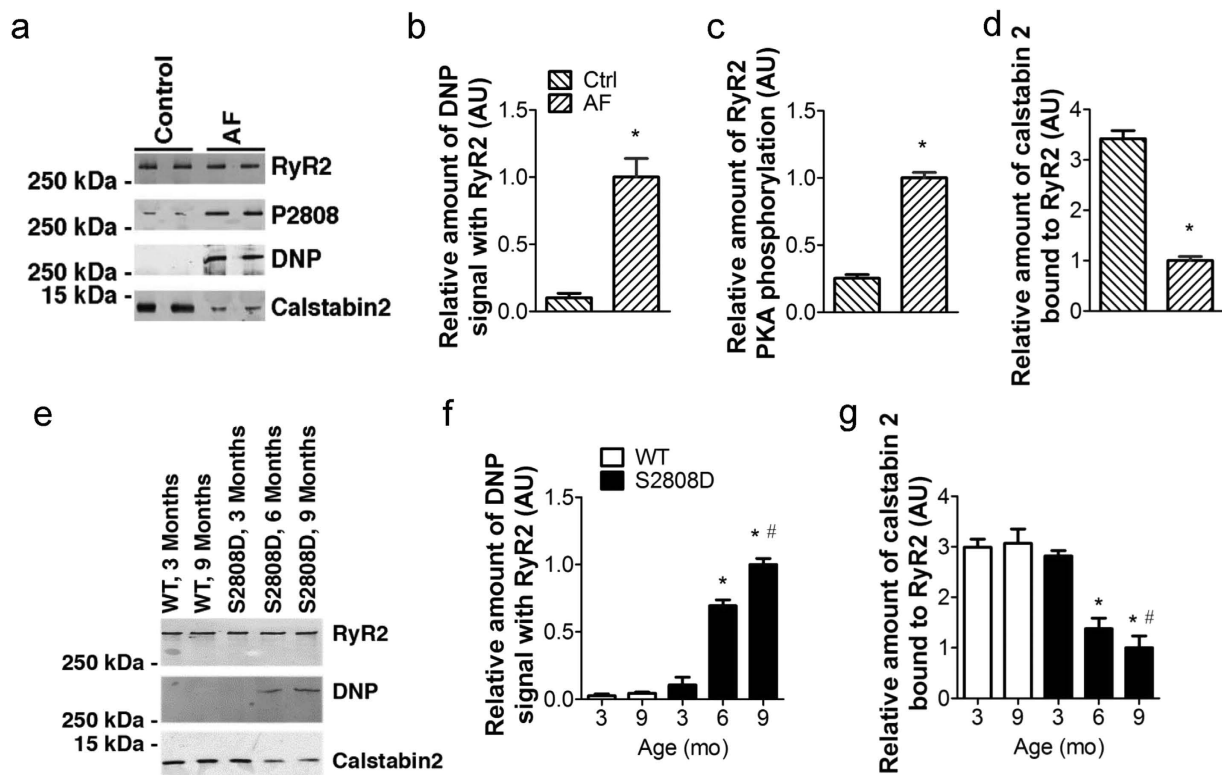 a
Control
AF
RyR2
250 kDa -
P2808
250 kDa -
DNP
250 kDa -
15 kDa -
Calstabin2
b
Relative amount of DNP
signal with RyR2 (AU)
Ctrl
AF
1.5
1.0
0.5
0.0
*
c
Relative amount of RyR2
PKA phosphorylation (AU)
1.5
1.0
0.5
0.0
*
d
Relative amount of calstabin 2
bound to RyR2 (AU)
4
3
2
1
0
*
e
WT, 3 Months
WT, 9 Months
S2808D, 3 Months
S2808D, 6 Months
S2808D, 9 Months
RyR2
250 kDa -
DNP
250 kDa -
15 kDa -
Calstabin2
f
Relative amount of DNP
signal with RyR2 (AU)
WT
S2808D
1.5
1.0
0.5
0.0
*
* #
3 9 3 6 9
Age (mo)
g
Relative amount of calstabin 2
bound to RyR2 (AU)
4
3
2
1
0
*
* #
3 9 3 6 9
Age (mo)